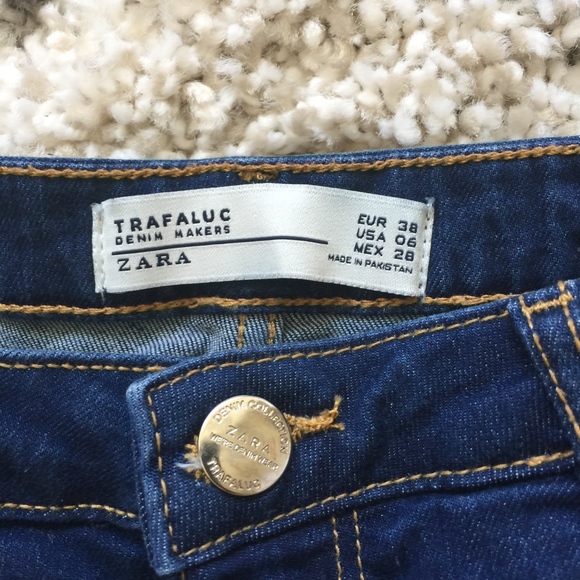 TRAFALUC
DENIM MAKERS
ZARA
EUR 38
USA 06
MEX 28
MADE IN PAKISTAN
DENIM COLLECTION
ZARA
TRAFALUC